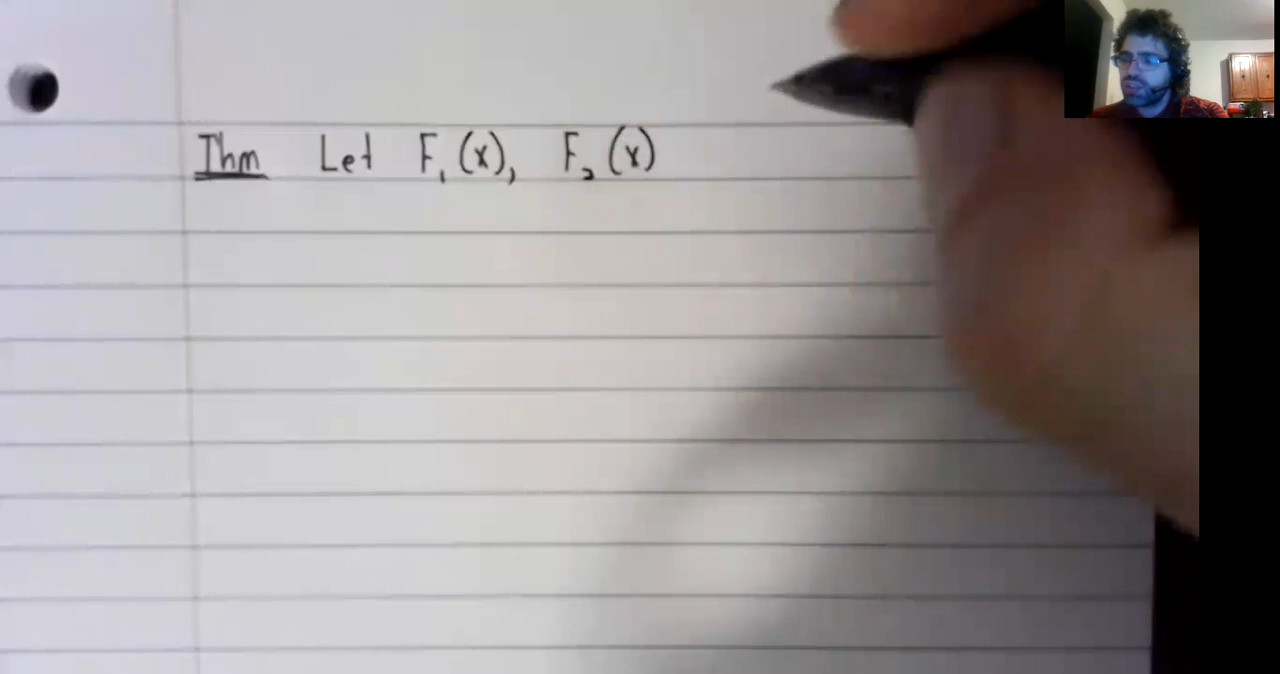 Thm Let F₁(x), F₂(x)